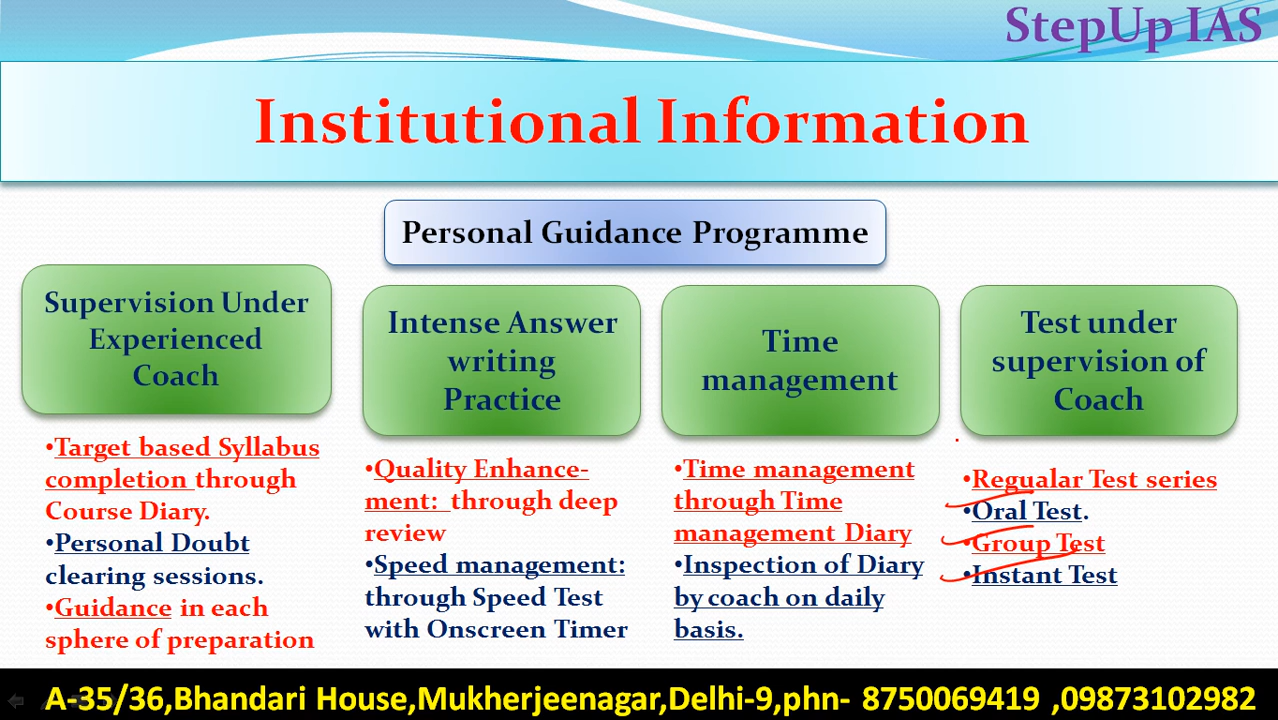 StepUp IAS
Institutional Information
Personal Guidance Programme
Supervision Under
Experienced
Coach
•Target based Syllabus
completion through
Course Diary.
•Personal Doubt
clearing sessions.
•Guidance in each
sphere of preparation
Intense Answer
writing
Practice
•Quality Enhance-
ment: through deep
review
•Speed management:
through Speed Test
with Onscreen Timer
Time
management
•Time management
through Time
management Diary
•Inspection of Diary
by coach on daily
basis.
Test under
supervision of
Coach
•Regualar Test series
•Oral Test.
•Group Test
•Instant Test
A-35/36,Bhandari House,Mukherjeenagar,Delhi-9,phn- 8750069419 ,09873102982